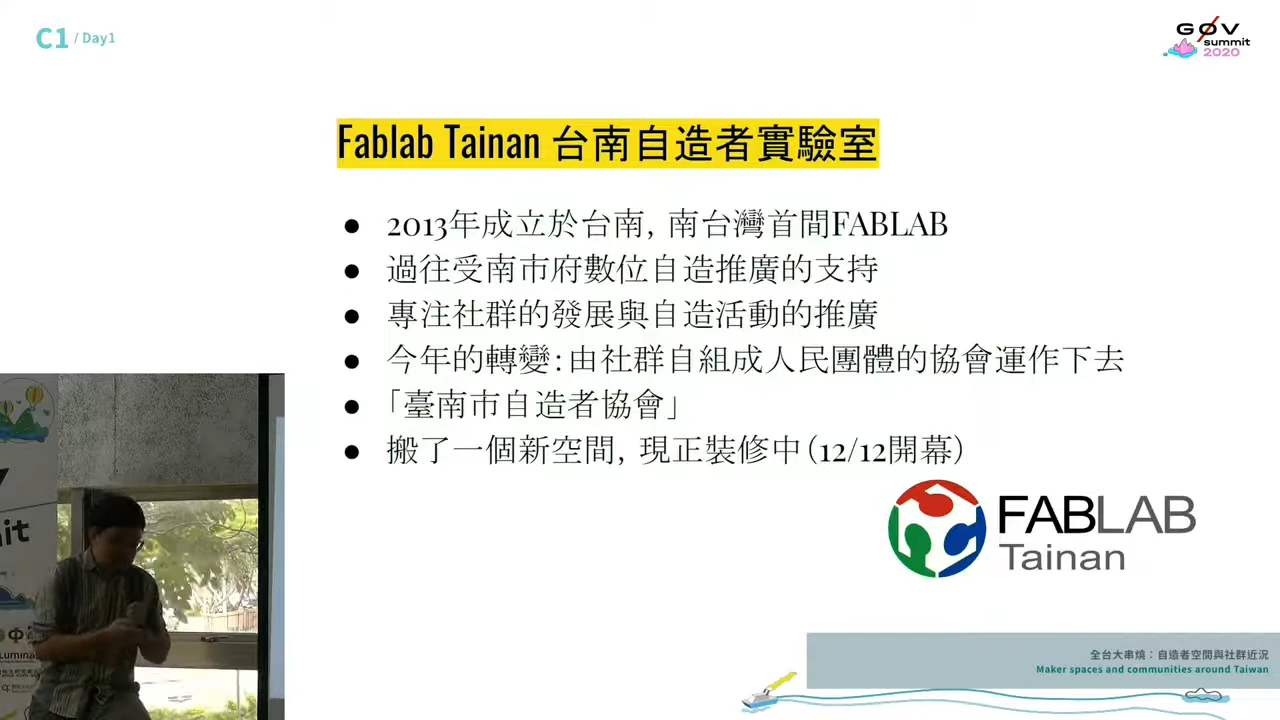 C1 / Day1
G0V
summit
2020
Fablab Tainan 台南自造者實驗室
● 2013年成立於台南，南台灣首間FABLAB
● 過往受南市府數位自造推廣的支持
● 專注社群的發展與自造活動的推廣
● 今年的轉變：由社群自組成人民團體的協會運作下去
● 「臺南市自造者協會」
● 搬了一個新空間，現正裝修中（12/12開幕）
FABLAB
Tainan
全台大串燒：自造者空間與社群近況
Maker spaces and communities around Taiwan